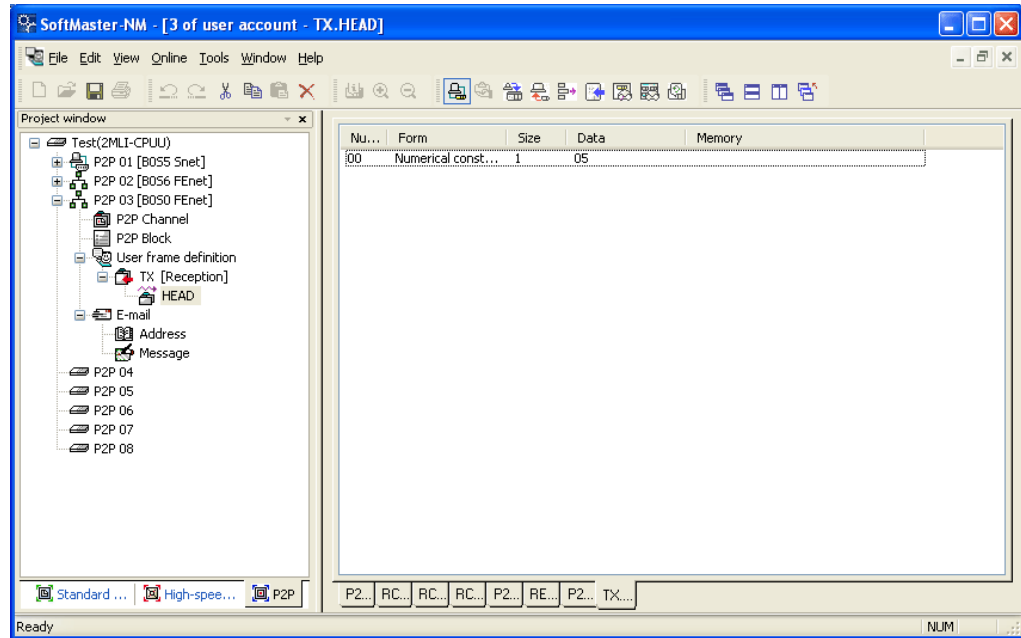 SoftMaster-NM - [3 of user account - TX.HEAD]
File Edit View Online Tools Window Help
Project window
Nu... Form Size Data Memory
00 Numerical const... 1 05
Test(2MLI-CPUU)
P2P 01 [B0S5 Snet]
P2P 02 [B0S6 FEnet]
P2P 03 [B0S0 FEnet]
P2P Channel
P2P Block
User frame definition
TX [Reception]
HEAD
E-mail
Address
Message
P2P 04
P2P 05
P2P 06
P2P 07
P2P 08
Standard ... High-spee... P2P
P2... RC... RC... RC... P2... RE... P2... TX....
Ready NUM